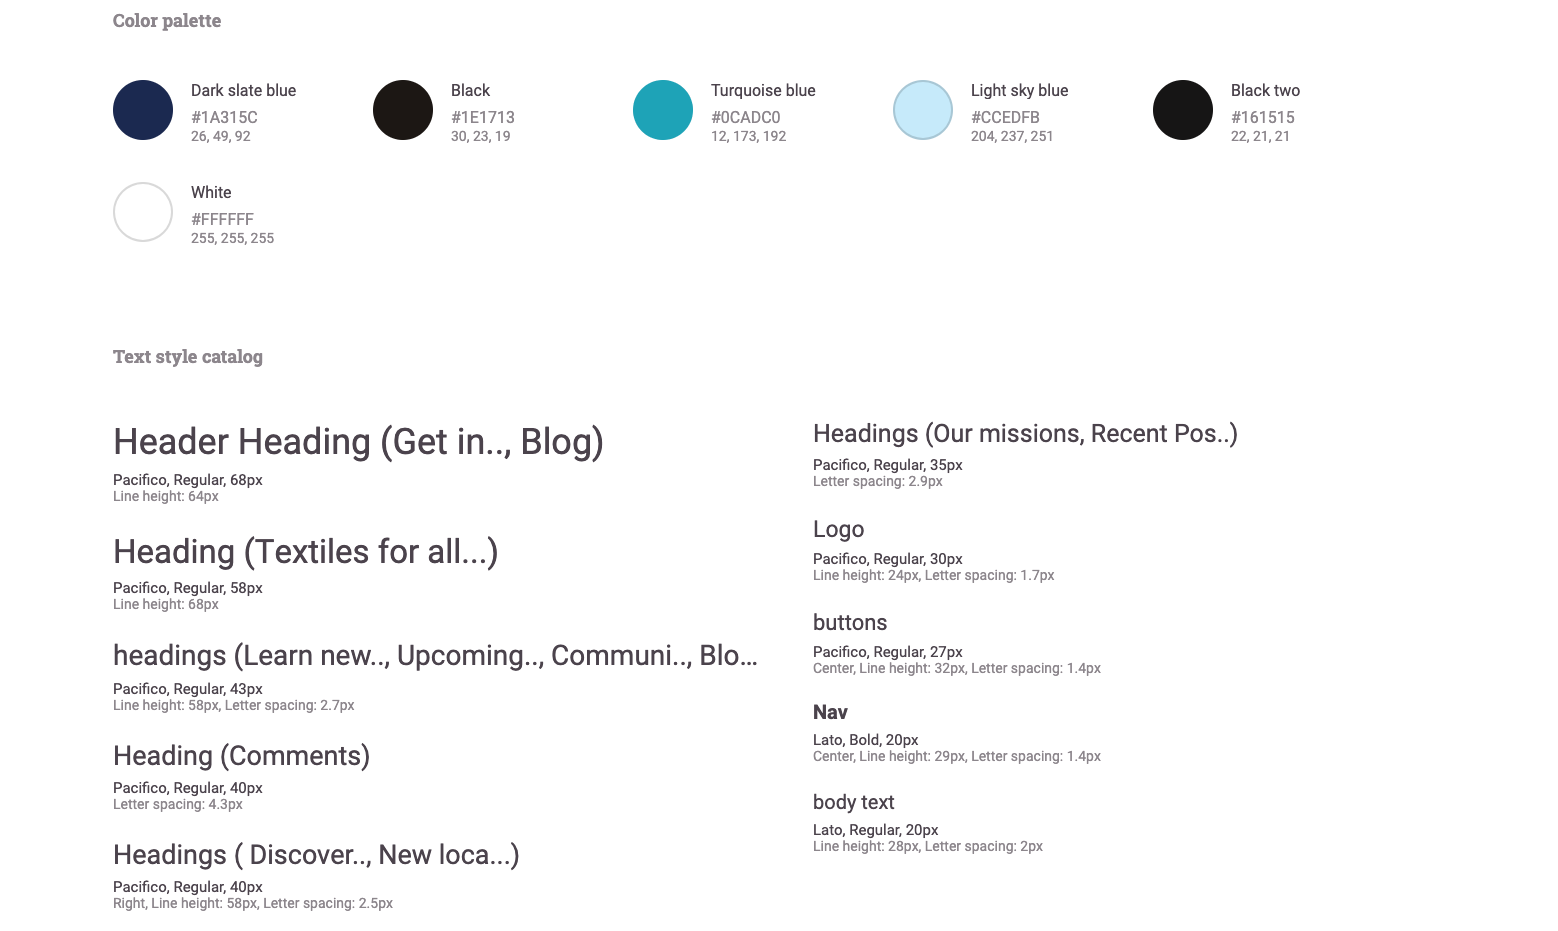 Color palette
Dark slate blue
#1A315C
26, 49, 92
Black
#1E1713
30, 23, 19
Turquoise blue
#0CADC0
12, 173, 192
Light sky blue
#CCEDFB
204, 237, 251
Black two
#161515
22, 21, 21
White
#FFFFFF
255, 255, 255
Text style catalog
Header Heading (Get in.., Blog)
Pacifico, Regular, 68px
Line height: 64px
Heading (Textiles for all...)
Pacifico, Regular, 58px
Line height: 68px
headings (Learn new.., Upcoming.., Communi.., Blo...
Pacifico, Regular, 43px
Line height: 58px, Letter spacing: 2.7px
Heading (Comments)
Pacifico, Regular, 40px
Letter spacing: 4.3px
Headings ( Discover.., New loca...)
Pacifico, Regular, 40px
Right, Line height: 58px, Letter spacing: 2.5px
Headings (Our missions, Recent Pos..)
Pacifico, Regular, 35px
Letter spacing: 2.9px
Logo
Pacifico, Regular, 30px
Line height: 24px, Letter spacing: 1.7px
buttons
Pacifico, Regular, 27px
Center, Line height: 32px, Letter spacing: 1.4px
Nav
Lato, Bold, 20px
Center, Line height: 29px, Letter spacing: 1.4px
body text
Lato, Regular, 20px
Line height: 28px, Letter spacing: 2px